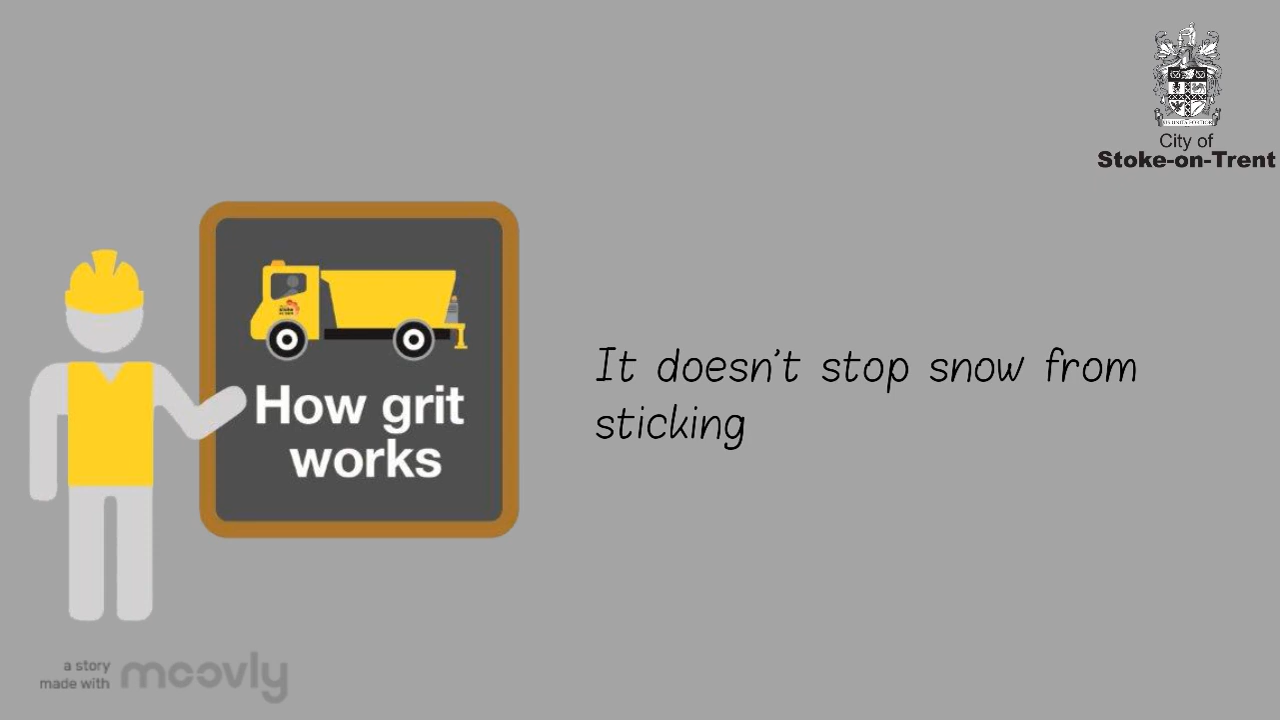 City of
Stoke-on-Trent
How grit
works
It doesn't stop snow from
sticking
a story
made with moovly